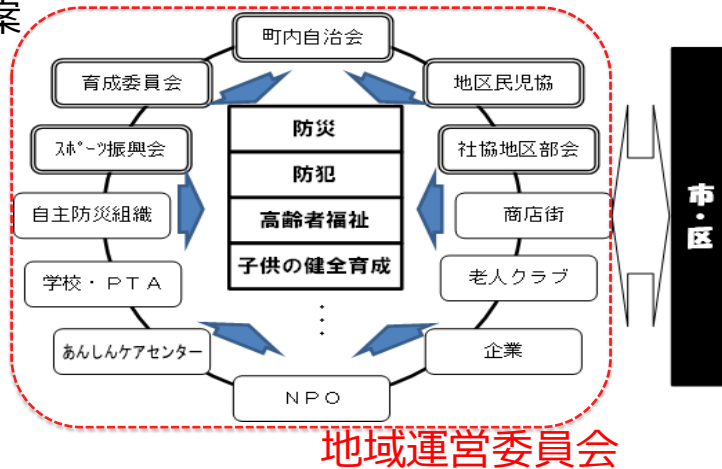 案
町内自治会
育成委員会
地区民児協
ｽﾎﾟｰﾂ振興会
社協地区部会
自主防災組織
商店街
学校・ＰＴＡ
老人クラブ
あんしんケアセンター
企業
ＮＰＯ
防災
防犯
高齢者福祉
子供の健全育成
⋮
市・区
地域運営委員会